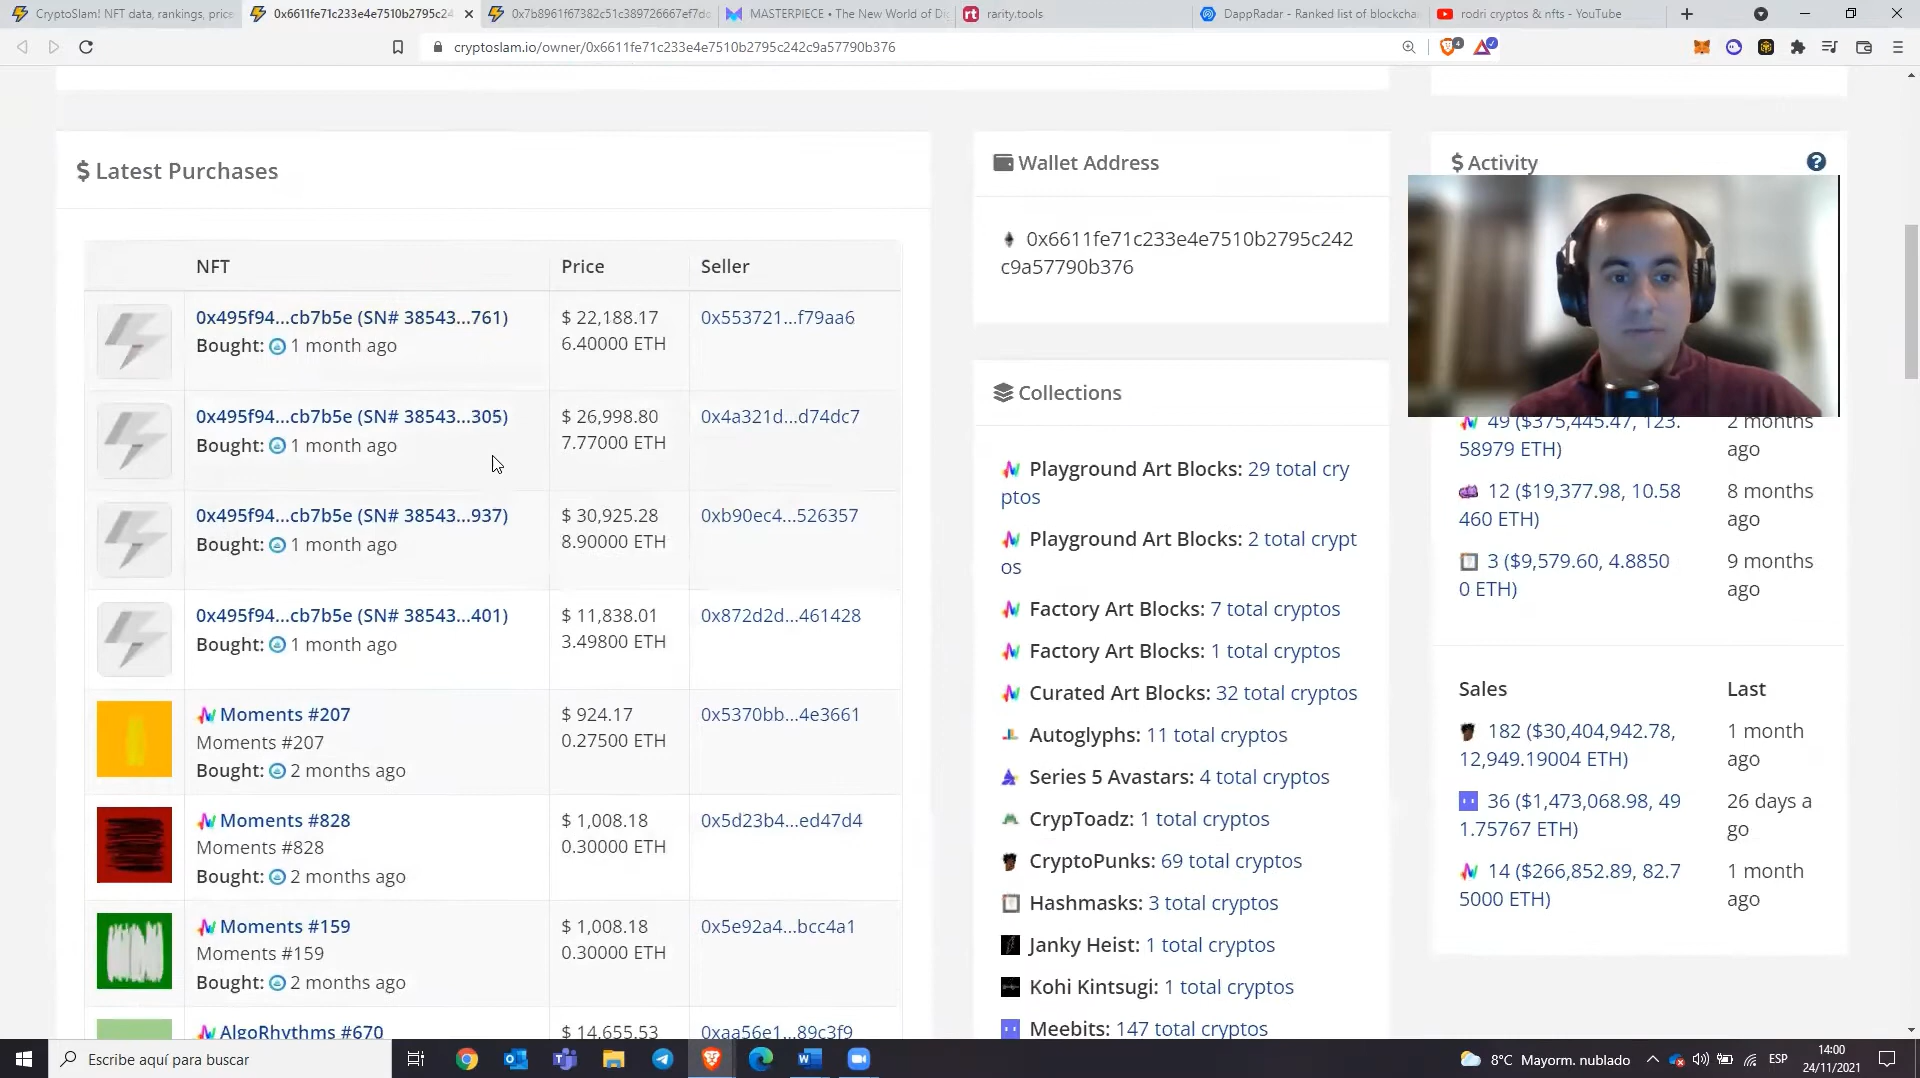 CryptoSlam! NFT data, rankings, price
0x6611fe71c233e4e7510b2795c24
0x7b8961f67382c51c389726667ef7dc
MASTERPIECE • The New World of Di
rarity.tools
DappRadar - Ranked list of blockcha
rodri cryptos & nfts - YouTube
cryptoslam.io/owner/0x6611fe71c233e4e7510b2795c242c9a57790b376
4
$ Latest Purchases
NFT
Price
Seller
0x495f94...cb7b5e (SN# 38543...761)
Bought: 1 month ago
$ 22,188.17
6.40000 ETH
0x553721...f79aa6
0x495f94...cb7b5e (SN# 38543...305)
Bought: 1 month ago
$ 26,998.80
7.77000 ETH
0x4a321d...d74dc7
0x495f94...cb7b5e (SN# 38543...937)
Bought: 1 month ago
$ 30,925.28
8.90000 ETH
0xb90ec4...526357
0x495f94...cb7b5e (SN# 38543...401)
Bought: 1 month ago
$ 11,838.01
3.49800 ETH
0x872d2d...461428
Moments #207
Moments #207
Bought: 2 months ago
$ 924.17
0.27500 ETH
0x5370bb...4e3661
Moments #828
Moments #828
Bought: 2 months ago
$ 1,008.18
0.30000 ETH
0x5d23b4...ed47d4
Moments #159
Moments #159
Bought: 2 months ago
$ 1,008.18
0.30000 ETH
0x5e92a4...bcc4a1
AlgoRhythms #670
$ 14,655.53
0xaa56e1...89c3f9
Wallet Address
0x6611fe71c233e4e7510b2795c242
c9a57790b376
Collections
Playground Art Blocks: 29 total cry
ptos
Playground Art Blocks: 2 total crypt
os
Factory Art Blocks: 7 total cryptos
Factory Art Blocks: 1 total cryptos
Curated Art Blocks: 32 total cryptos
Autoglyphs: 11 total cryptos
Series 5 Avastars: 4 total cryptos
CrypToadz: 1 total cryptos
CryptoPunks: 69 total cryptos
Hashmasks: 3 total cryptos
Janky Heist: 1 total cryptos
Kohi Kintsugi: 1 total cryptos
Meebits: 147 total cryptos
$ Activity
?
49 ($375,445.47, 123.
58979 ETH)
2 months
ago
12 ($19,377.98, 10.58
460 ETH)
8 months
ago
3 ($9,579.60, 4.8850
0 ETH)
9 months
ago
Sales
Last
182 ($30,404,942.78,
12,949.19004 ETH)
1 month
ago
36 ($1,473,068.98, 49
1.75767 ETH)
26 days a
go
14 ($266,852.89, 82.7
5000 ETH)
1 month
ago
Escribe aquí para buscar
8°C Mayorm. nublado
ESP
14:00
24/11/2021